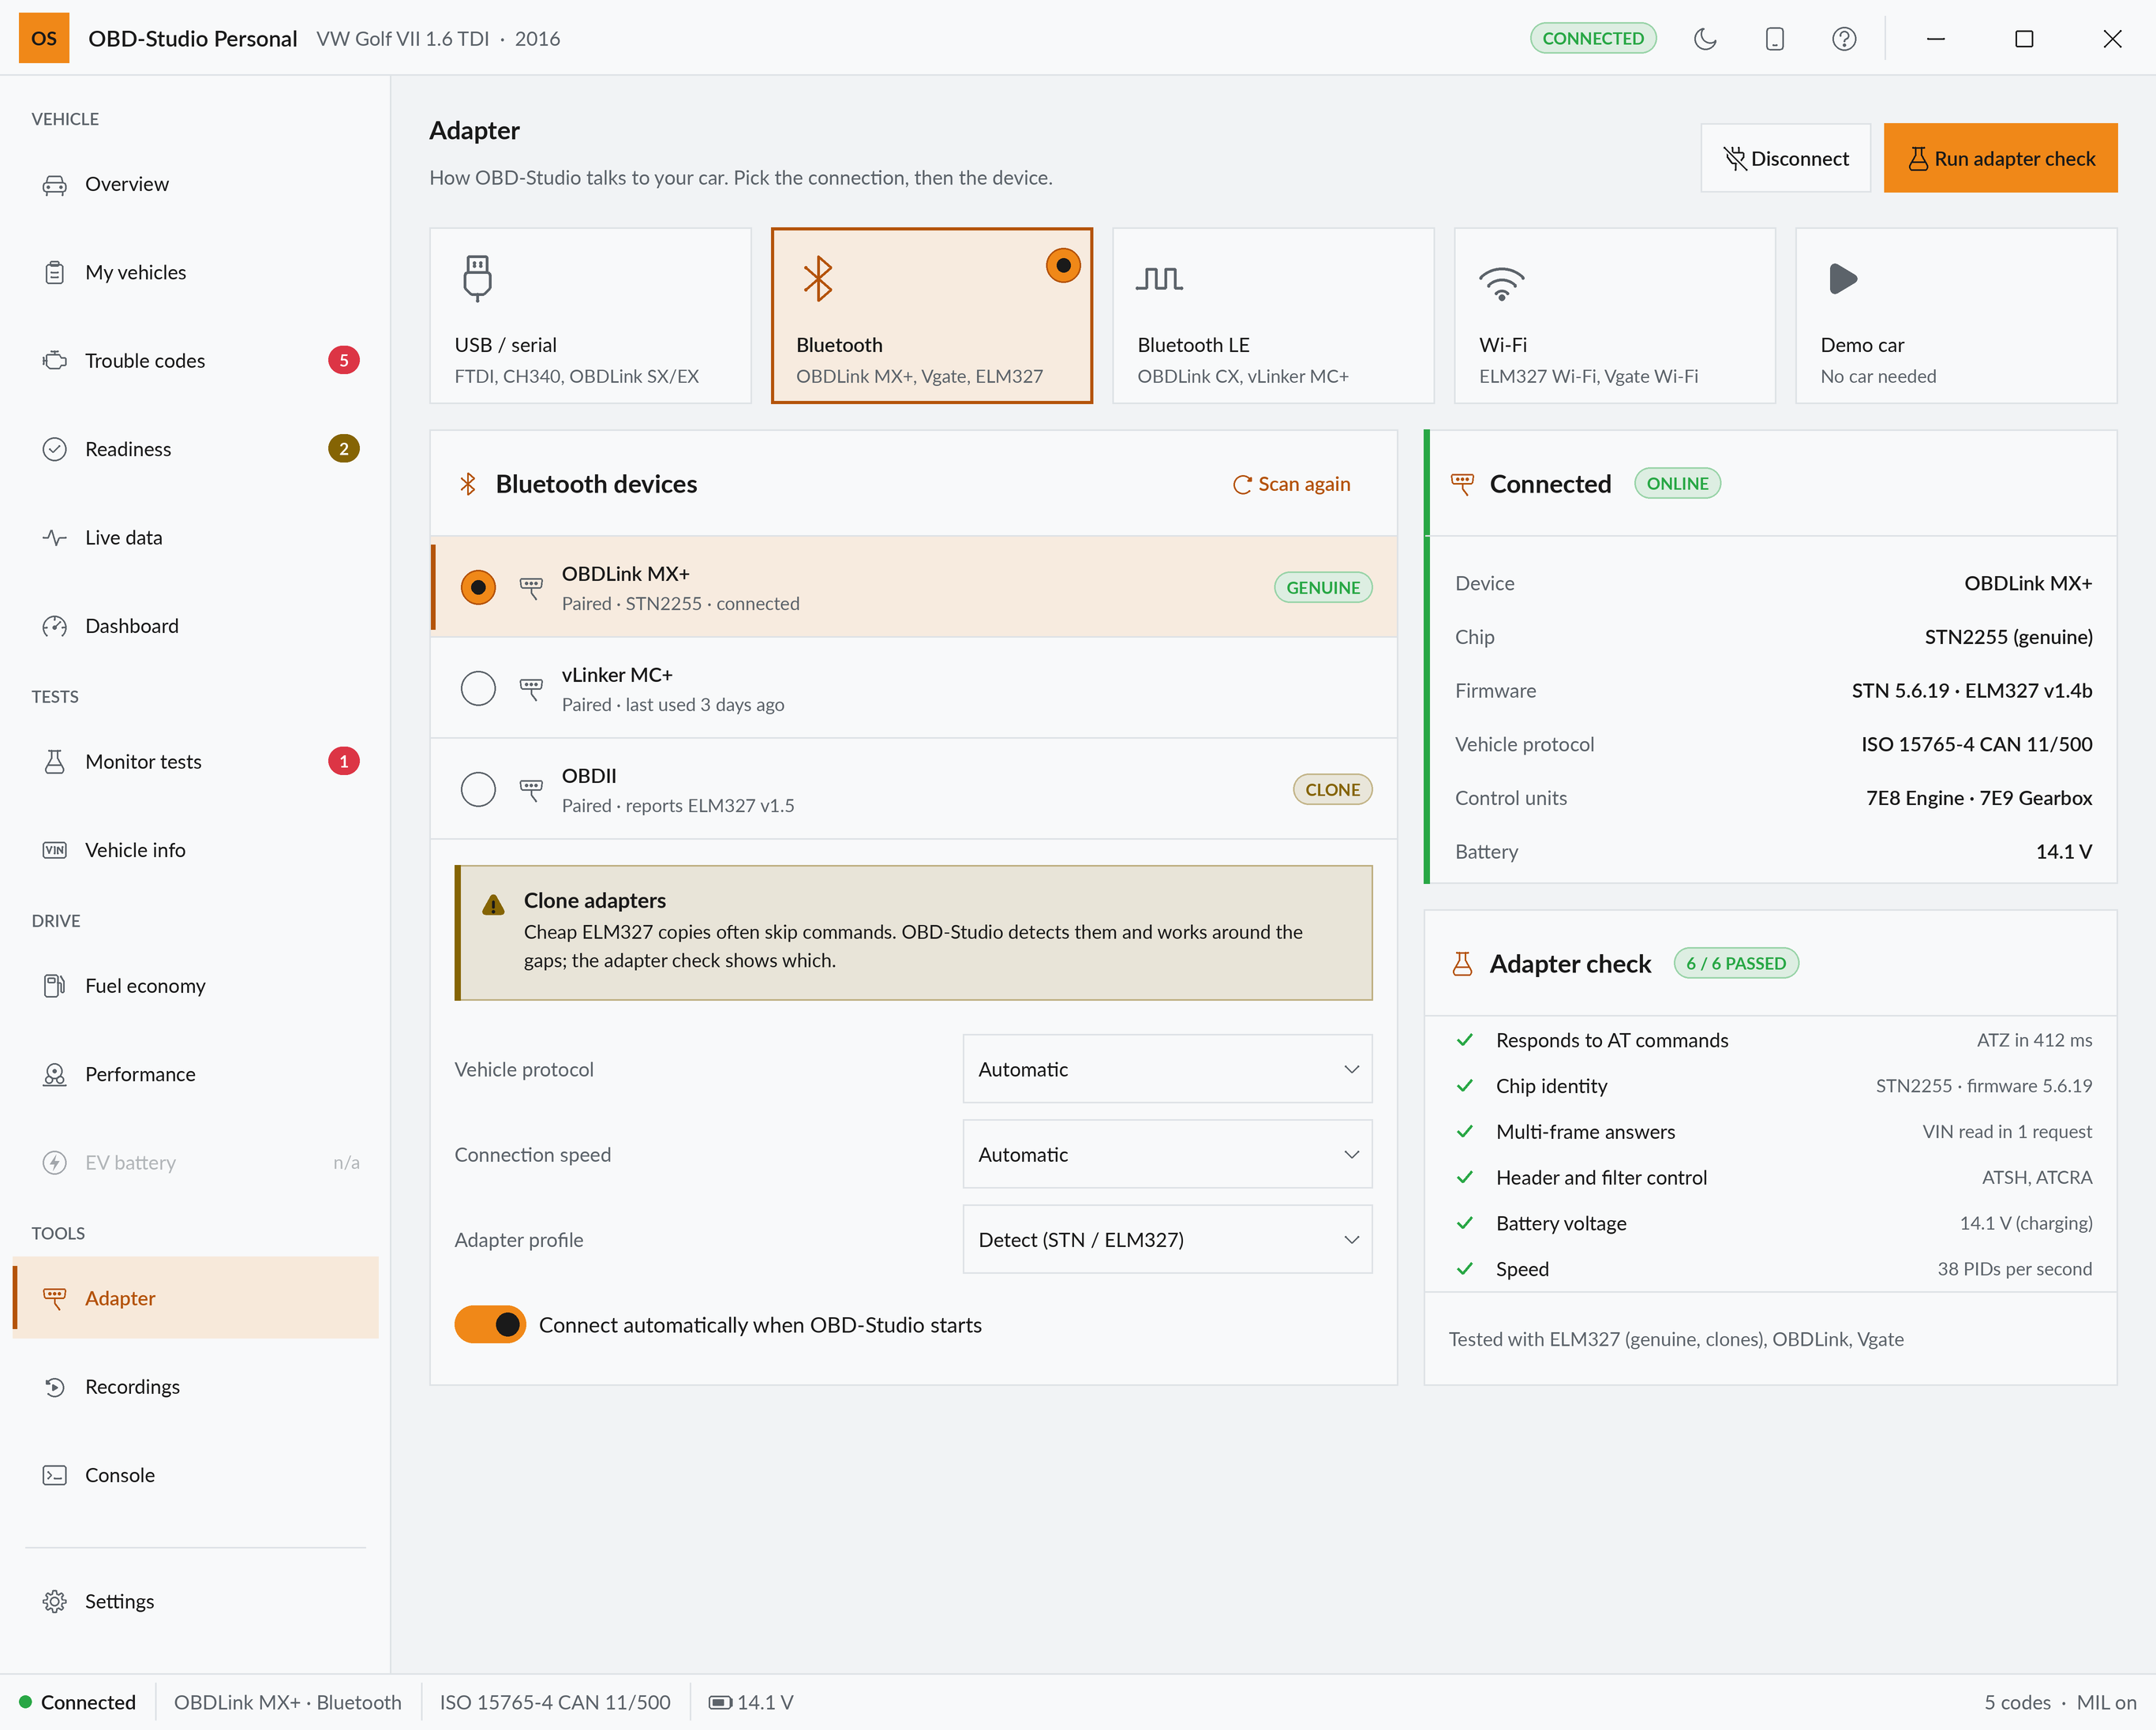 OS OBD-Studio Personal VW Golf VII 1.6 TDI · 2016 CONNECTED
VEHICLE
Overview
My vehicles
Trouble codes 5
Readiness 2
Live data
Dashboard
TESTS
Monitor tests 1
VIN Vehicle info
DRIVE
Fuel economy
Performance
EV battery n/a
TOOLS
Adapter
Recordings
Console
Settings
Adapter
How OBD-Studio talks to your car. Pick the connection, then the device.
Disconnect
Run adapter check
USB / serial
FTDI, CH340, OBDLink SX/EX
Bluetooth
OBDLink MX+, Vgate, ELM327
Bluetooth LE
OBDLink CX, vLinker MC+
Wi-Fi
ELM327 Wi-Fi, Vgate Wi-Fi
Demo car
No car needed
Bluetooth devices Scan again
OBDLink MX+
Paired · STN2255 · connected
GENUINE
vLinker MC+
Paired · last used 3 days ago
OBDII
Paired · reports ELM327 v1.5
CLONE
Clone adapters
Cheap ELM327 copies often skip commands. OBD-Studio detects them and works around the
gaps; the adapter check shows which.
Vehicle protocol Automatic
Connection speed Automatic
Adapter profile Detect (STN / ELM327)
Connect automatically when OBD-Studio starts
Connected ONLINE
Device OBDLink MX+
Chip STN2255 (genuine)
Firmware STN 5.6.19 · ELM327 v1.4b
Vehicle protocol ISO 15765-4 CAN 11/500
Control units 7E8 Engine · 7E9 Gearbox
Battery 14.1 V
Adapter check 6 / 6 PASSED
Responds to AT commands ATZ in 412 ms
Chip identity STN2255 · firmware 5.6.19
Multi-frame answers VIN read in 1 request
Header and filter control ATSH, ATCRA
Battery voltage 14.1 V (charging)
Speed 38 PIDs per second
Tested with ELM327 (genuine, clones), OBDLink, Vgate
Connected OBDLink MX+ · Bluetooth ISO 15765-4 CAN 11/500 14.1 V 5 codes · MIL on